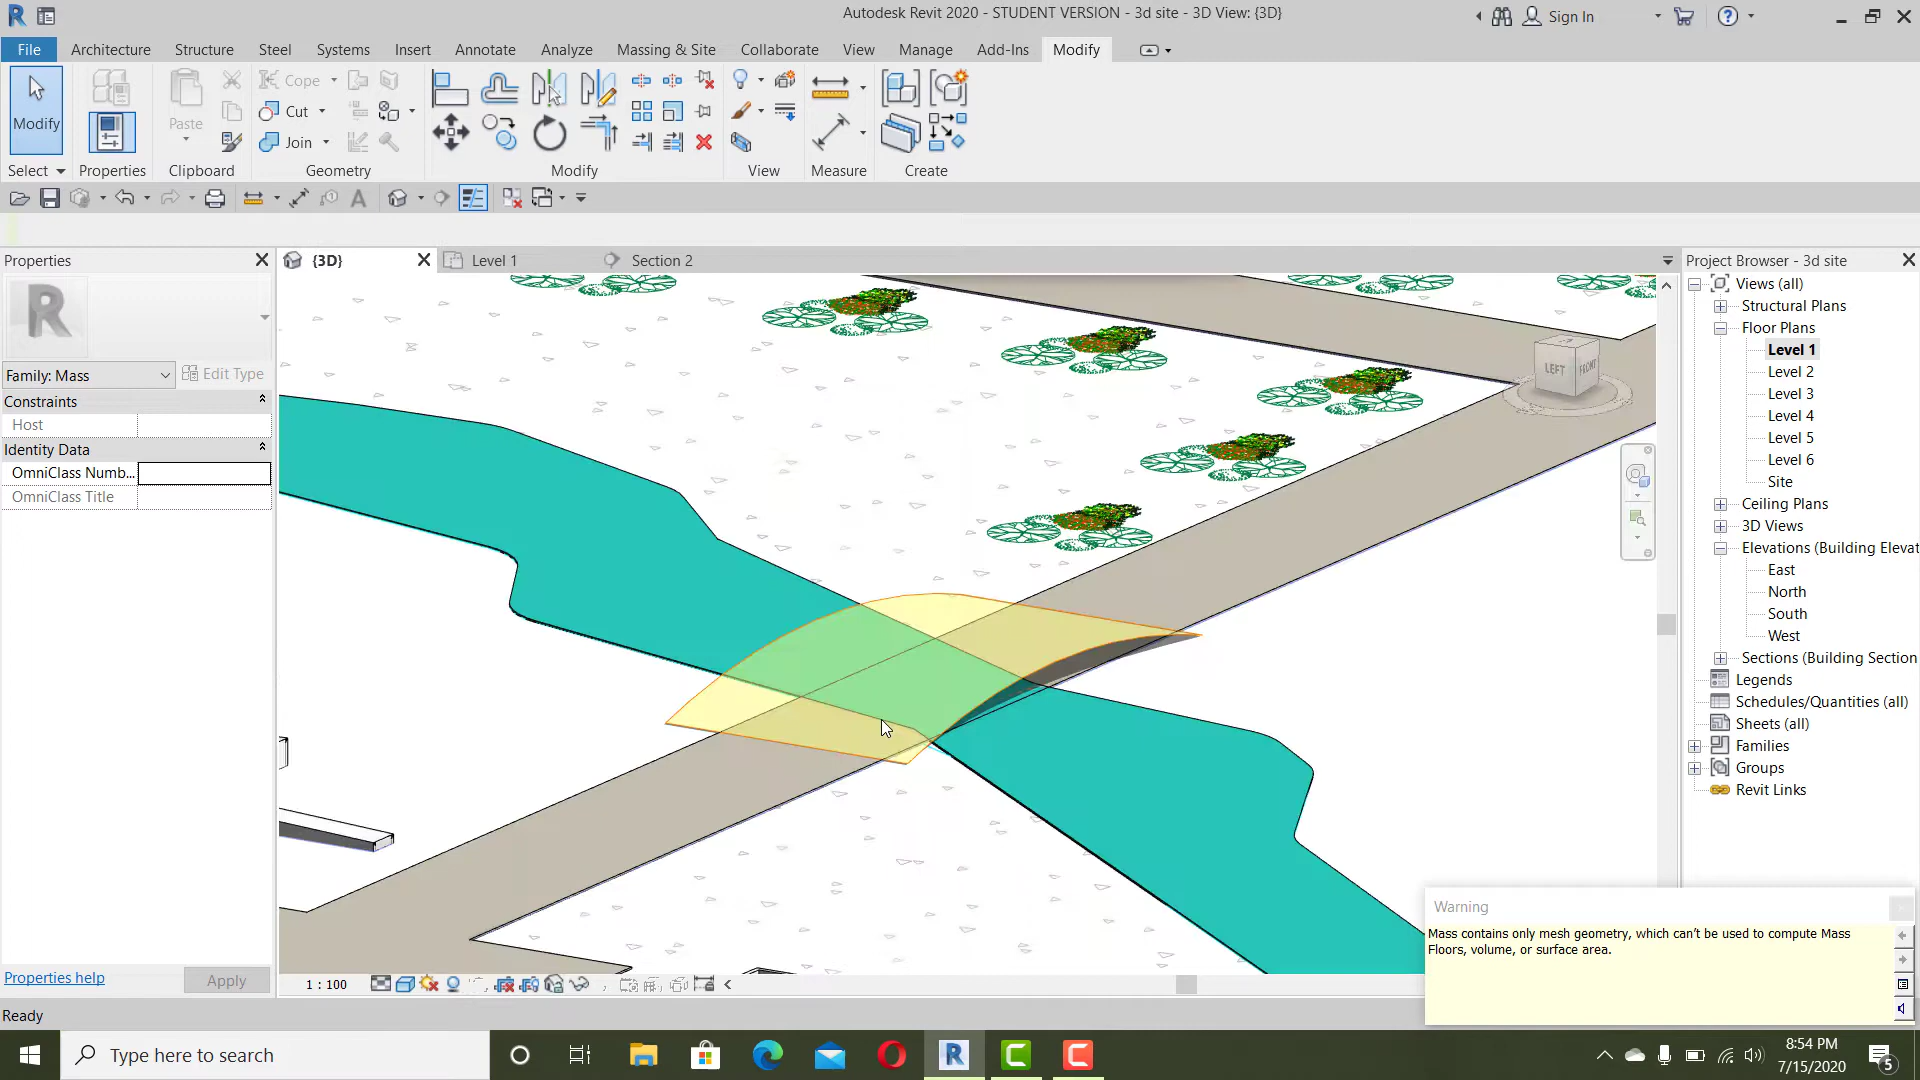 Autodesk Revit 2020 - STUDENT VERSION - 3d site - 3D View: {3D}
Sign In
File Architecture Structure Steel Systems Insert Annotate Analyze Massing & Site Collaborate View Manage Add-Ins Modify
Modify
Paste
Cope
Cut
Join
Select Properties Clipboard Geometry Modify View Measure Create
Properties
{3D}
Level 1
Section 2
Project Browser - 3d site
Family: Mass
Edit Type
Constraints
Host
Identity Data
OmniClass Numb...
OmniClass Title
Properties help
Apply
LEFT
FRONT
Views (all)
Structural Plans
Floor Plans
Level 1
Level 2
Level 3
Level 4
Level 5
Level 6
Site
Ceiling Plans
3D Views
Elevations (Building Elevat
East
North
South
West
Sections (Building Section
Legends
Schedules/Quantities (all)
Sheets (all)
Families
Groups
Revit Links
Warning
Mass contains only mesh geometry, which can't be used to compute Mass
Floors, volume, or surface area.
1 : 100
Ready
Type here to search
8:54 PM
7/15/2020
5